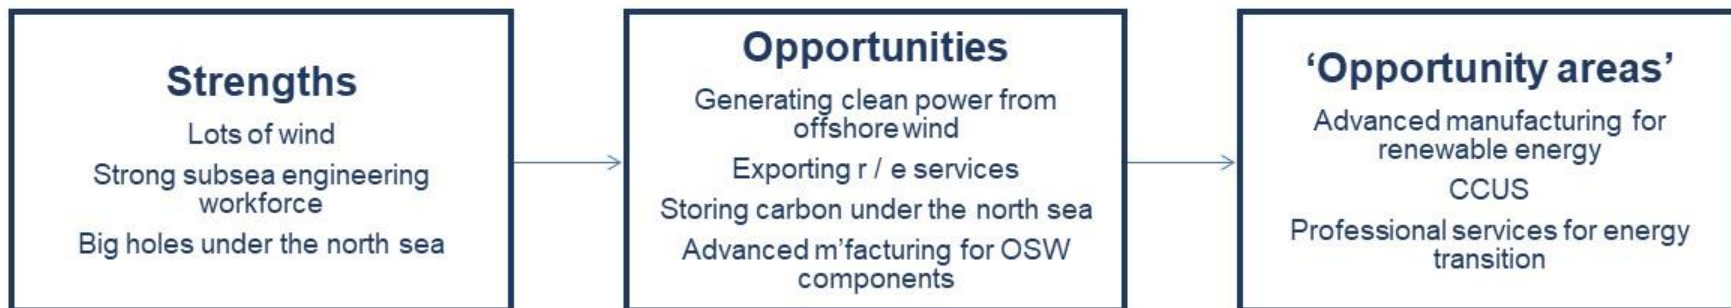 Strengths
Lots of wind
Strong subsea engineering
workforce
Big holes under the north sea
Opportunities
Generating clean power from
offshore wind
Exporting r / e services
Storing carbon under the north sea
Advanced m'facturing for OSW
components
‘Opportunity areas’
Advanced manufacturing for
renewable energy
CCUS
Professional services for energy
transition